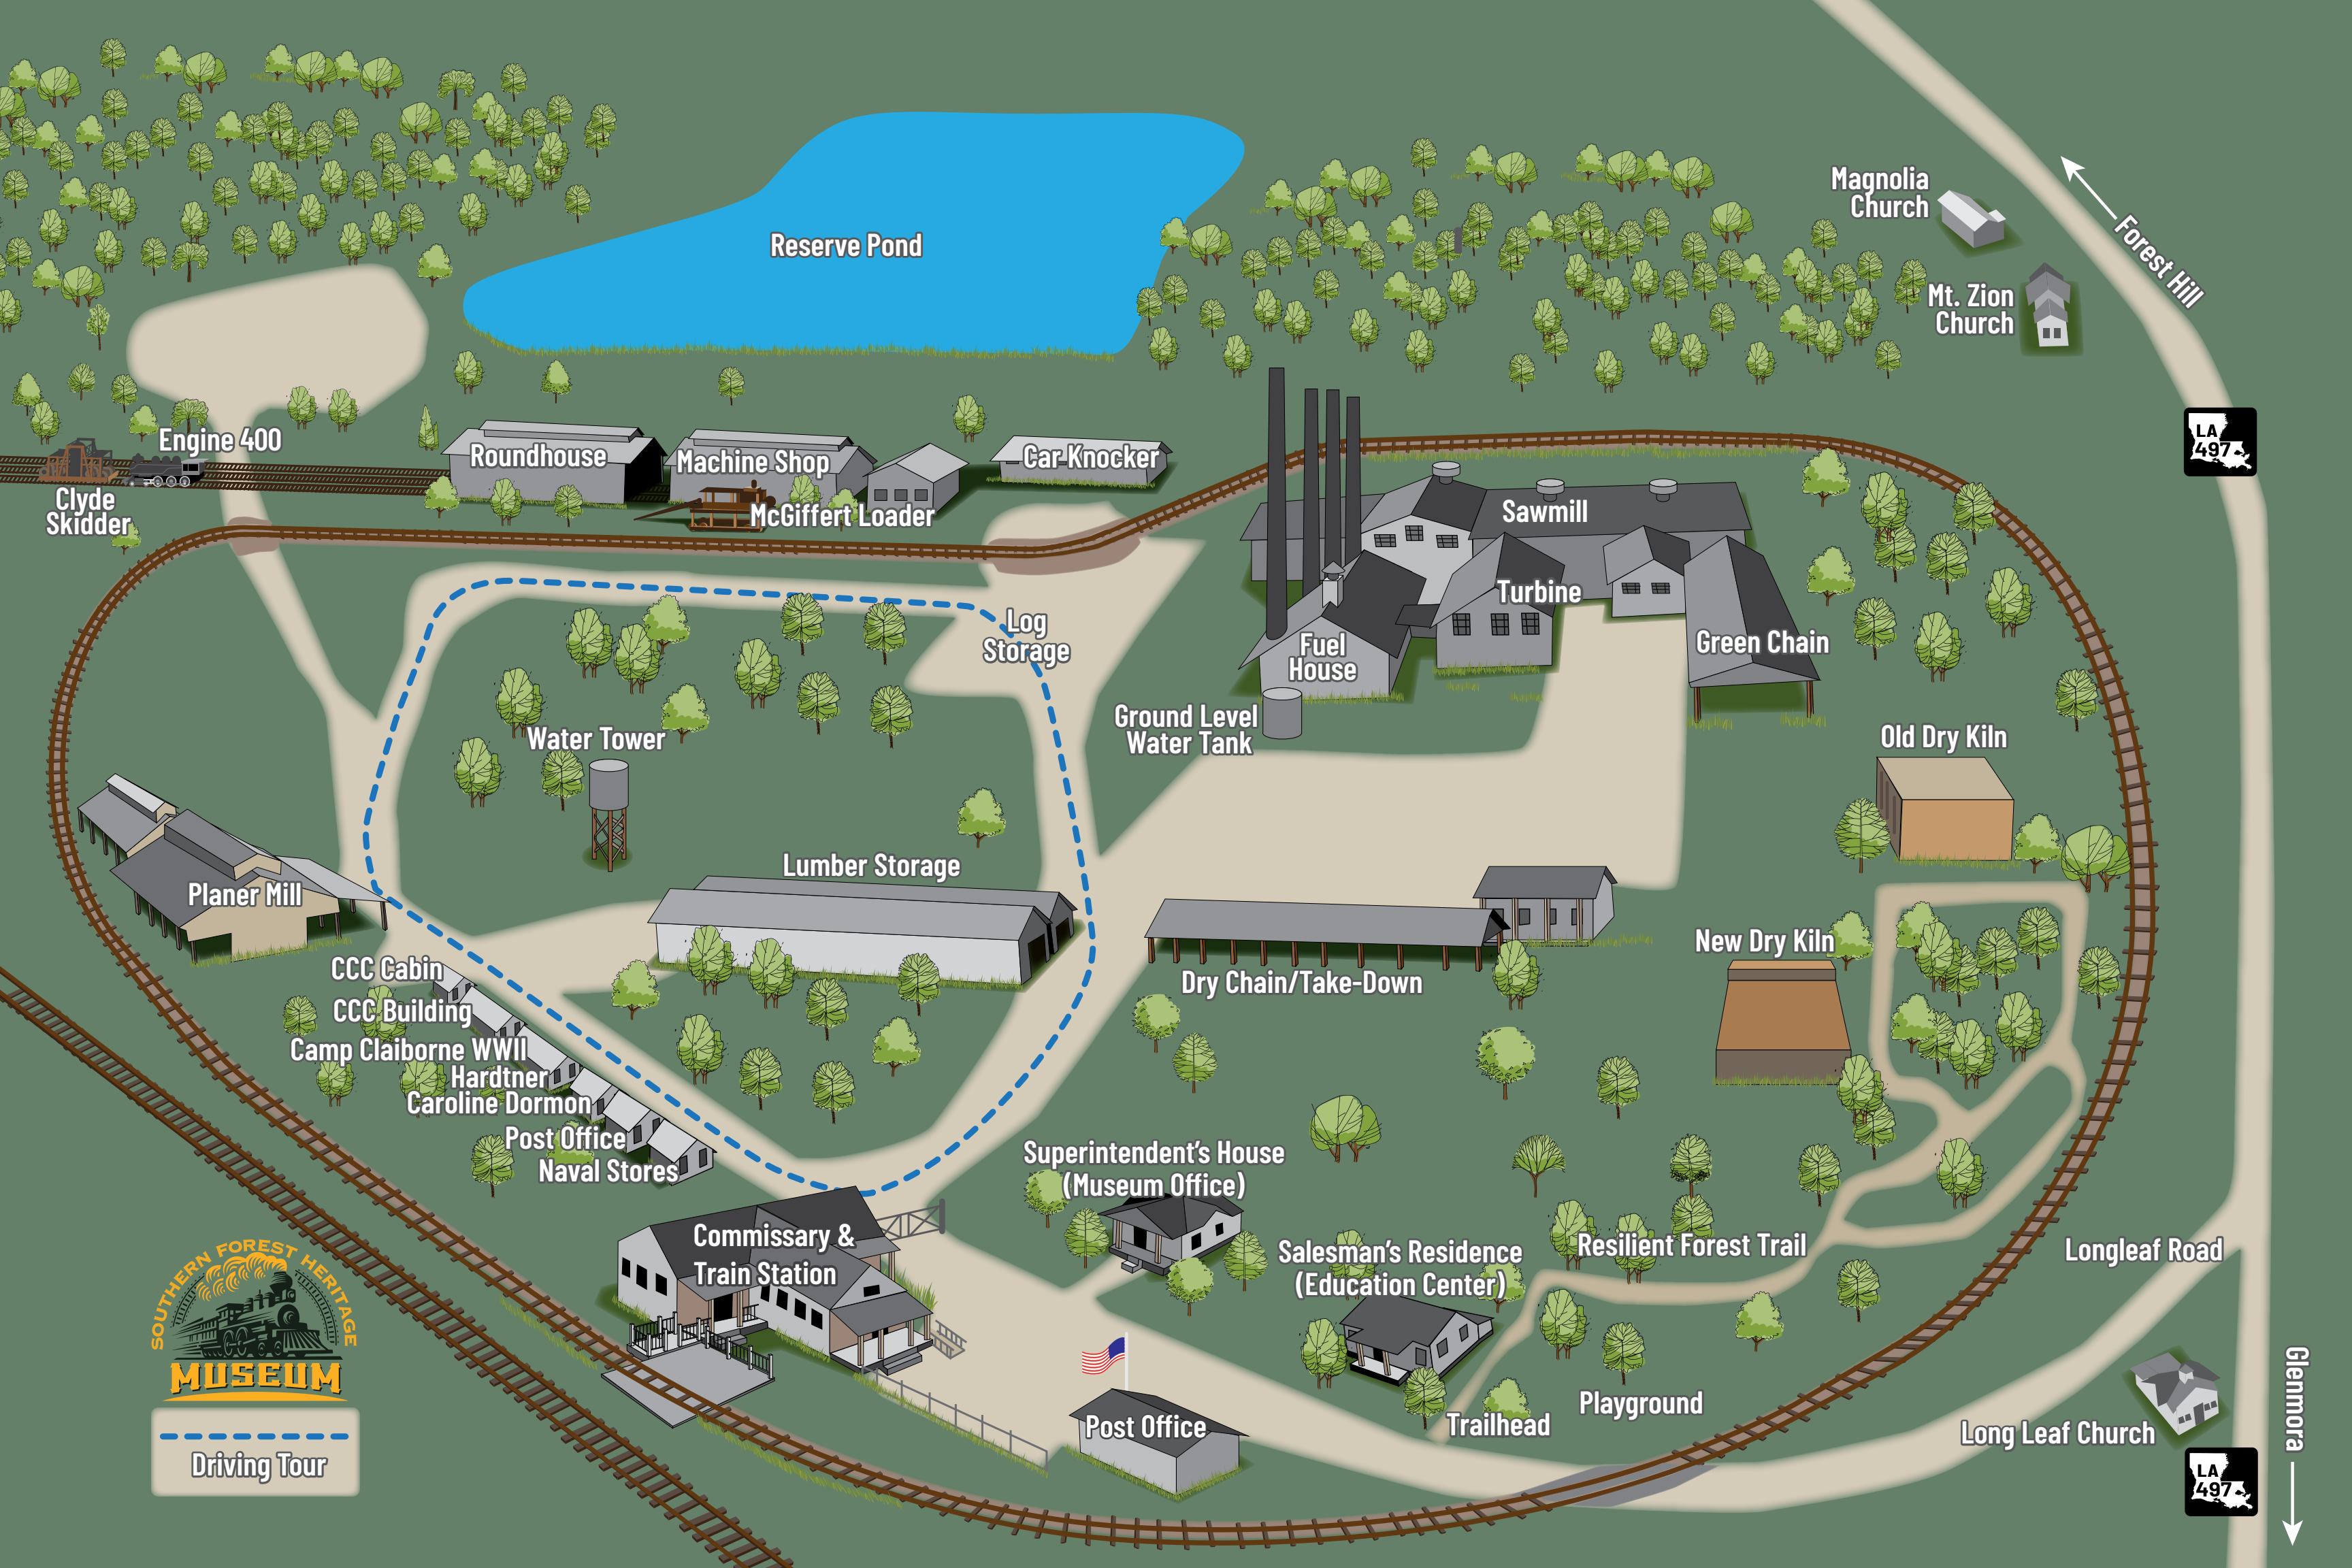 Magnolia
Church
Forest Hill
Reserve Pond
Mt. Zion
Church
LA
497
Engine 400
Clyde
Skidder
Roundhouse
Machine Shop
McGiffert Loader
Car Knocker
Sawmill
Turbine
Fuel
House
Green Chain
Log
Storage
Ground Level
Water Tank
Water Tower
Old Dry Kiln
Lumber Storage
Planer Mill
New Dry Kiln
Dry Chain/Take-Down
CCC Cabin
CCC Building
Camp Claiborne WWII
Hardtner
Caroline Dormon
Post Office
Naval Stores
Superintendent's House
(Museum Office)
Commissary &
Train Station
Salesman's Residence
(Education Center)
Resilient Forest Trail
Longleaf Road
Playground
Trailhead
Post Office
Long Leaf Church
Glenmora
LA
497
SOUTHERN FOREST HERITAGE
MUSEUM
Driving Tour